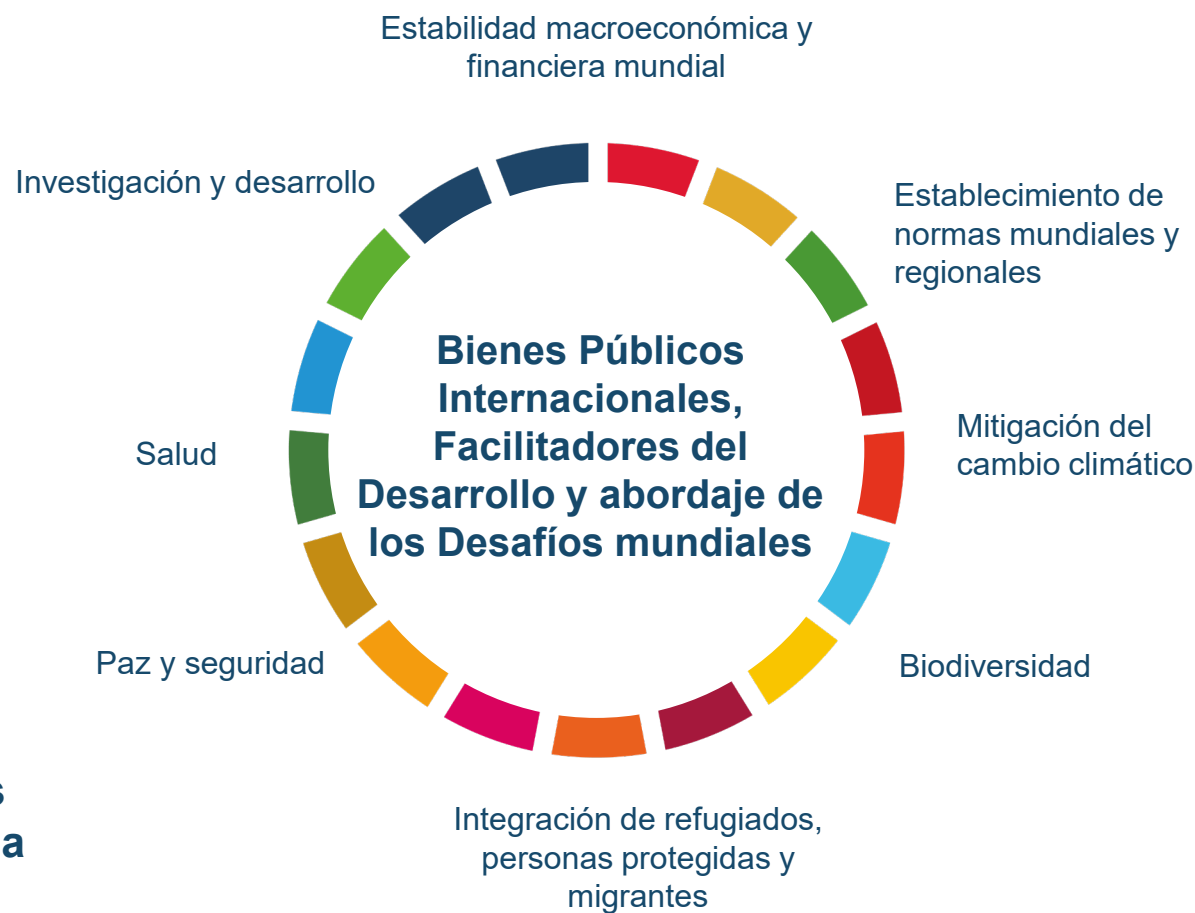 Estabilidad macroeconómica y
financiera mundial
Investigación y desarrollo
Establecimiento de
normas mundiales y
regionales
Bienes Públicos
Internacionales,
Facilitadores del
Desarrollo y abordaje de
los Desafíos mundiales
Mitigación del
cambio climático
Salud
Paz y seguridad
Biodiversidad
s
a
Integración de refugiados,
personas protegidas y
migrantes